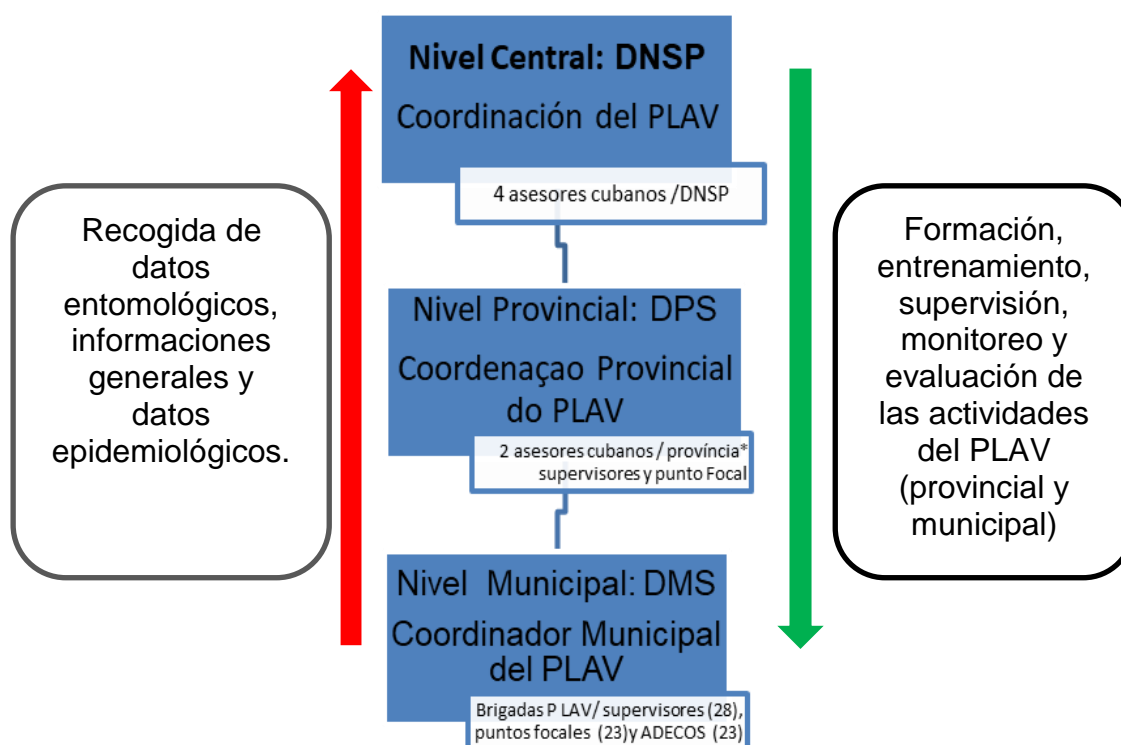 Nivel Central: DNSP
Coordinación del PLAV
4 asesores cubanos /DNSP
Recogida de
datos
entomológicos,
informaciones
generales y
datos
epidemiológicos.
Nivel Provincial: DPS
Coordenaçao Provincial
do PLAV
2 asesores cubanos / província*
supervisores y punto Focal
Formación,
entrenamiento,
supervisión,
monitoreo y
evaluación de
las actividades
del PLAV
(provincial y
municipal)
Nivel Municipal: DMS
Coordinador Municipal
del PLAV
Brigadas P LAV/ supervisores (28),
puntos focales (23) y ADECOS (23)